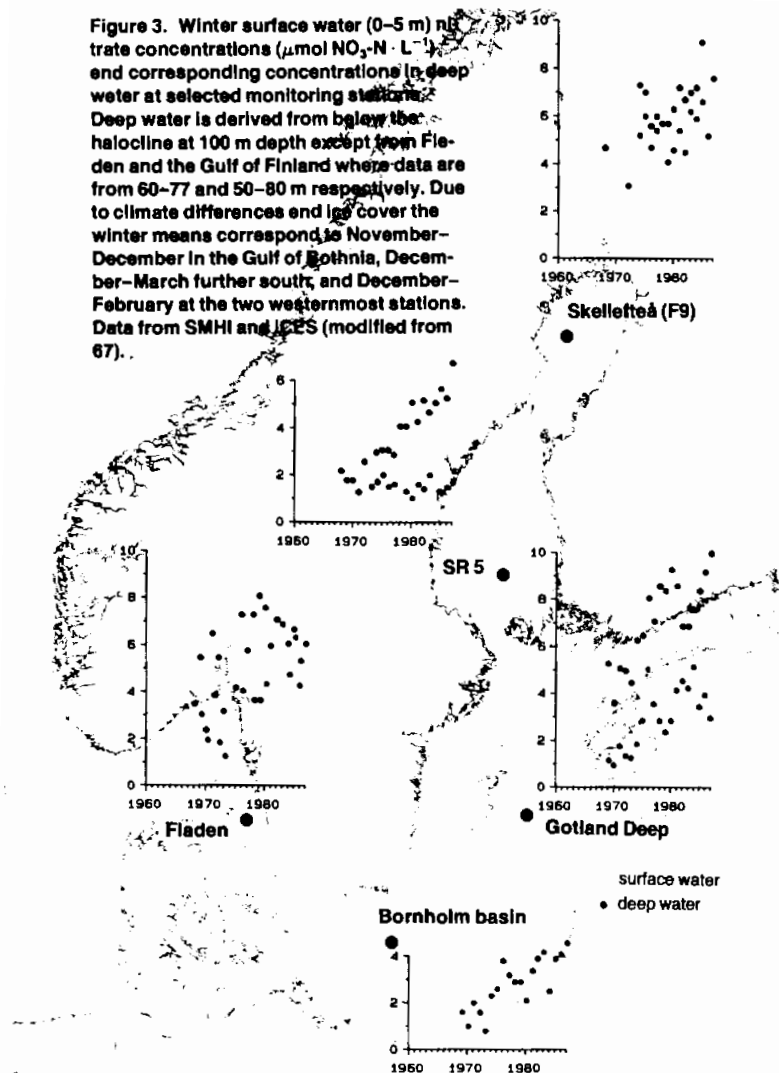 Figure 3. Winter surface water (0–5 m) ni-
trate concentrations (μmol NO₃-N · L⁻¹)
end corresponding concentrations in deep
weter at selected monitoring stations.
Deep water is derived from below the
halocline at 100 m depth except from Fle-
den and the Gulf of Finland where data are
from 60–77 and 50–80 m respectively. Due
to climate differences end ice cover the
winter means correspond to November–
December in the Gulf of Bothnia, Decem-
ber–March further south, and December–
February at the two westernmost stations.
Data from SMHI and ICES (modified from
67).
10
8
6
4
2
0
1960 1970 1980
Skellefteå (F9)
6
4
2
0
1950 1970 1980
SR 5
10
8
6
4
2
0
1960 1970 1980
Fladen
10
8
6
4
2
0
1960 1970 1980
Gotland Deep
surface water
deep water
Bornholm basin
4
2
0
1960 1970 1980